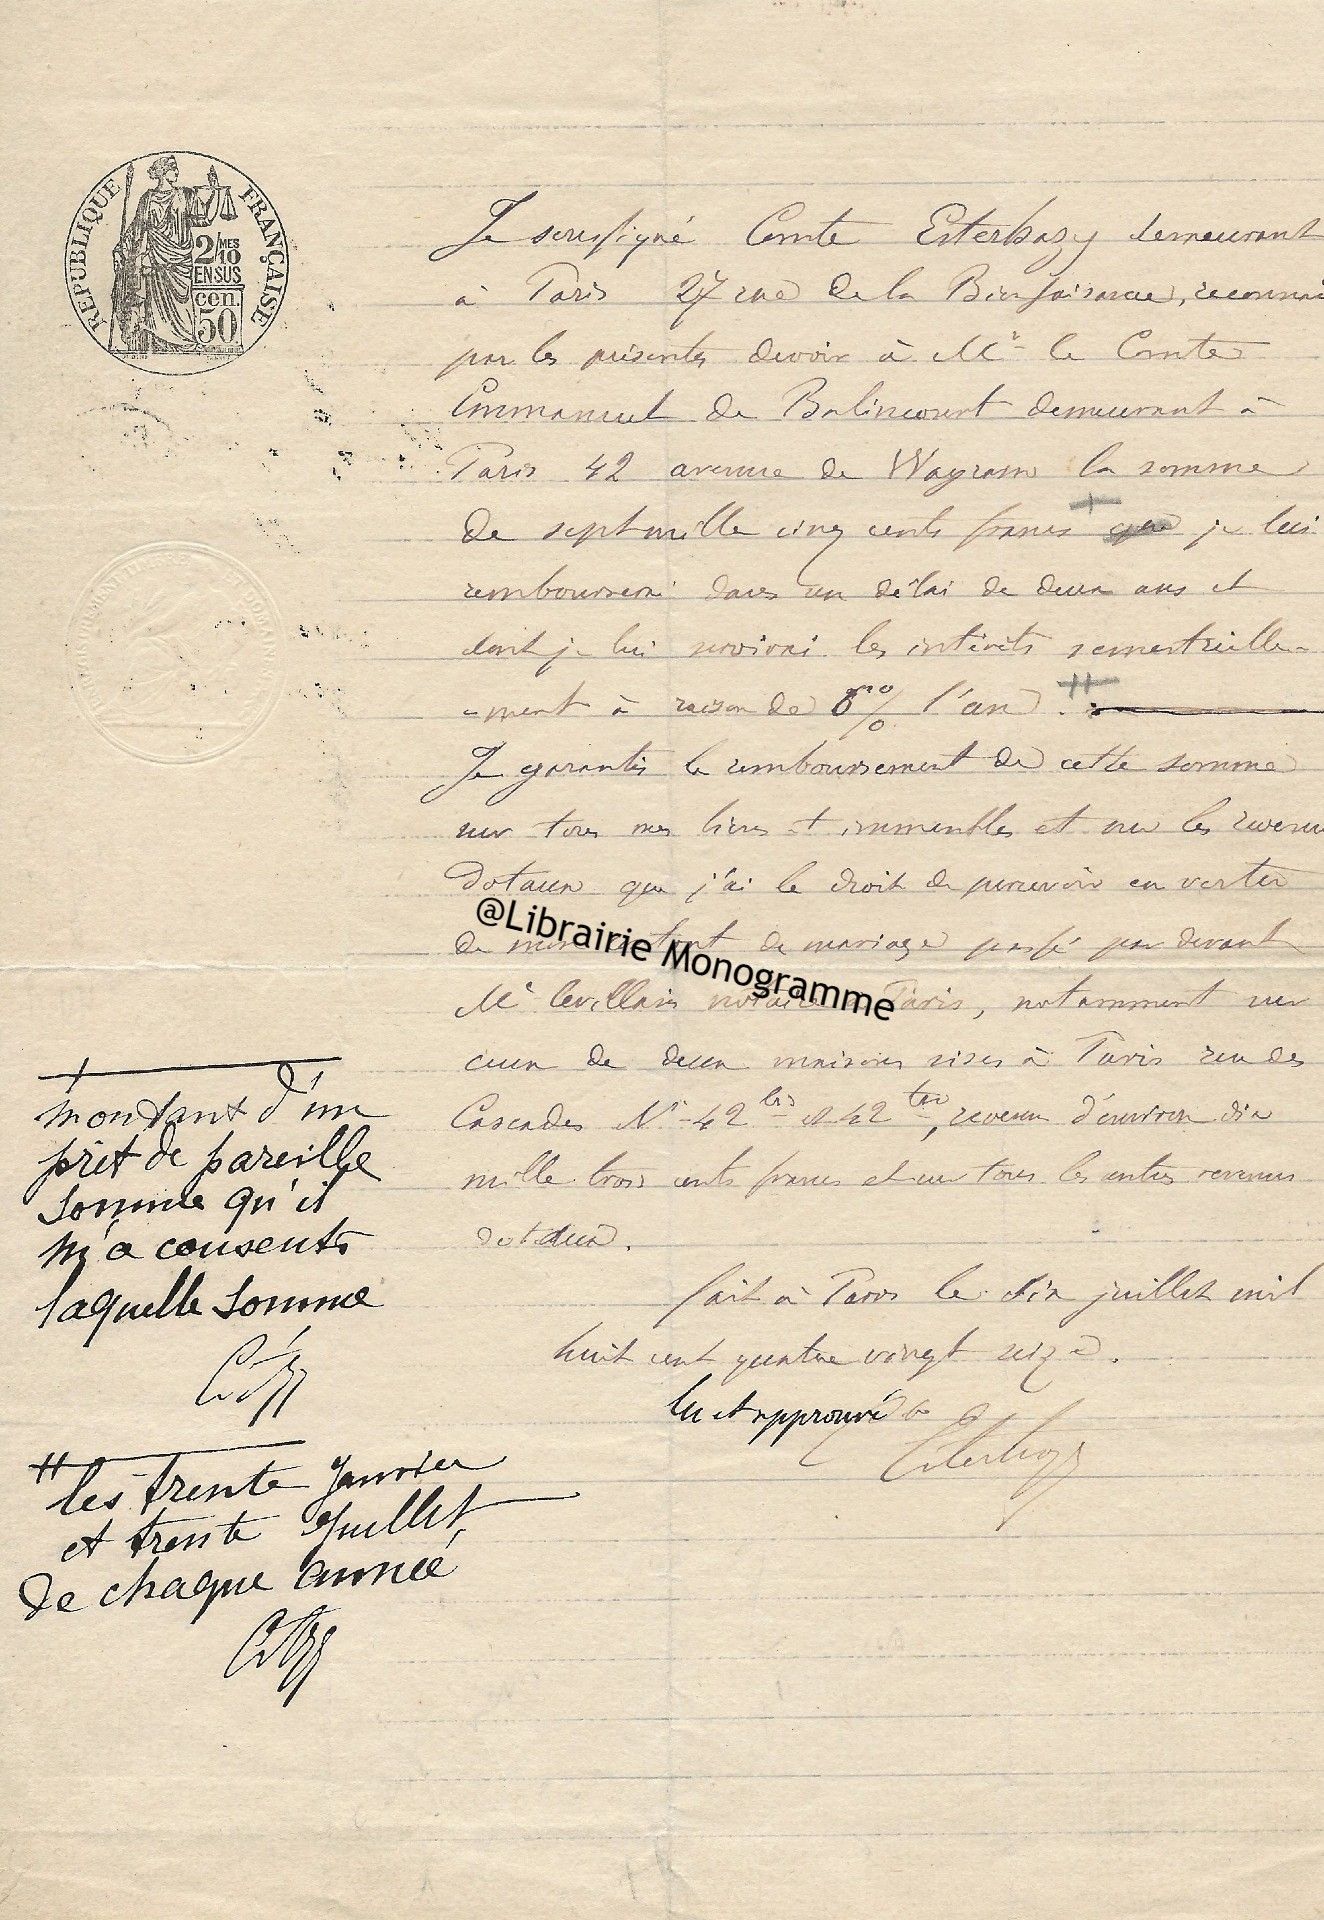 RÉPUBLIQUE FRANÇAISE
2/10 MES
EN SUS
cen.
50
Je soussigné Comte Esterhazy demeurant
à Paris 27 rue de la Bienfaisance, reconnai
par les présentes devoir à Mr le Comte
Emmanuel de Balincourt demeurant à
Paris 42 avenue de Wagram la somme
de sept mille cinq cents francs + que je lui
rembourserai dans un délai de deux ans et
dont je lui servirai les intérêts semestrielle-
-ment à raison de % l'an. ++
Je garantis le remboursement de cette somme
sur tous mes biens et immeubles et sur les revenu
dotaux que j'ai le droit de percevoir en vertu
de mon contrat de mariage passé par devant
Me notaire à Paris, notamment sur
ceux de deux maisons sises à Paris rue des
Cascades No 42 bis et 42 ter, revenu d'environ dix
mille trois cents francs et sur tous les autres revenus
dotaux.
fait à Paris le dix juillet mil
huit cent quatre vingt seize.
lu et approuvé
Esterhazy
+
montant d'un
prêt de pareille
somme qu'il
m'a consenti
laquelle somme
++
les trente Janvier
et trente Juillet
de chaque année
@Librairie Monogramme